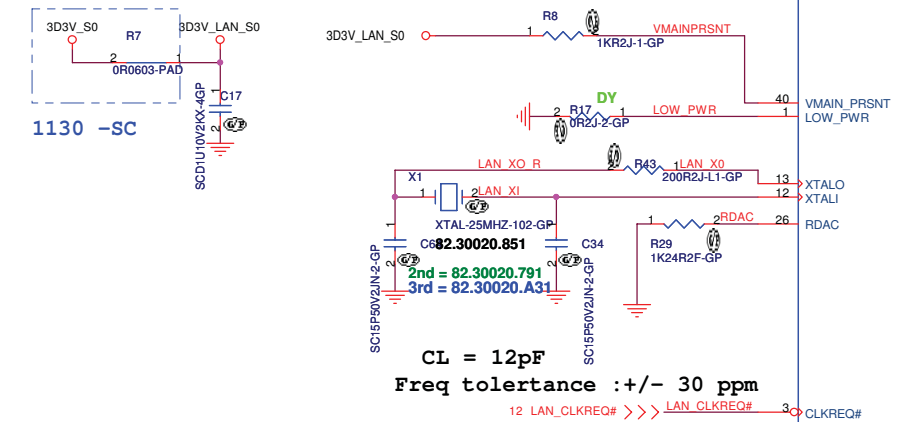 3D3V_S0
R7
3D3V_LAN_S0
2
1
0R0603-PAD
1
C17
2
G/P
SCD1U10V2KX-4GP
1130 -SC
3D3V_LAN_S0
1
R8
2
1KR2J-1-GP
VMAINPRSNT
40
VMAIN_PRSNT
DY
2
R17
1
LOW_PWR
1
LOW_PWR
0R2J-2-GP
LAN_XO_R
2
R43
1
LAN_X0
200R2J-L1-GP
13
XTALO
X1
1
2
LAN_XI
12
XTALI
G/P
XTAL-25MHZ-102-GP
82.30020.851
2nd = 82.30020.791
3rd = 82.30020.A31
1
2
G/P
SC15P50V2JN-2-GP
1
C34
2
G/P
SC15P50V2JN-2-GP
1
2
RDAC
26
RDAC
R29
1K24R2F-GP
CL = 12pF
Freq tolertance :+/- 30 ppm
12 LAN_CLKREQ#
LAN_CLKREQ#
3
CLKREQ#